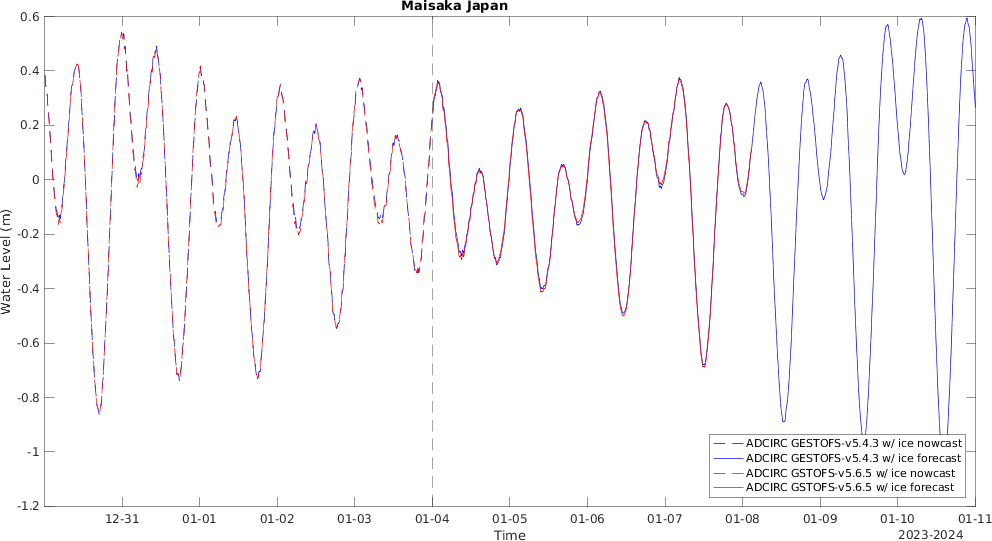 Maisaka Japan
0.6
0.4
0.2
0
-0.2
-0.4
-0.6
-0.8
-1
-1.2
Water Level (m)
ADCIRC GESTOFS-v5.4.3 w/ ice nowcast
ADCIRC GESTOFS-v5.4.3 w/ ice forecast
ADCIRC GSTOFS-v5.6.5 w/ ice nowcast
ADCIRC GSTOFS-v5.6.5 w/ ice forecast
12-31 01-01 01-02 01-03 01-04 01-05 01-06 01-07 01-08 01-09 01-10 01-11
Time
2023-2024